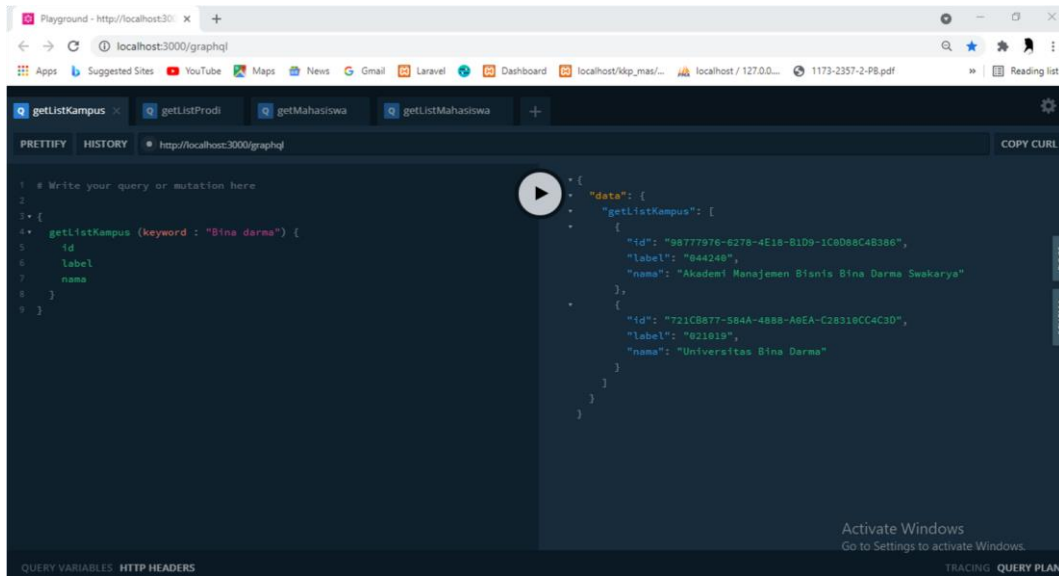 Playground - http://localhost:300
localhost:3000/graphql
Apps Suggested Sites YouTube Maps News Gmail Laravel Dashboard localhost/kkp_mas/... localhost / 127.0.0.... 1173-2357-2-PB.pdf » Reading list
Q getListKampus Q getListProdi Q getMahasiswa Q getListMahasiswa
PRETTIFY HISTORY http://localhost:3000/graphql COPY CURL
1 # Write your query or mutation here
2
3 {
4 getListKampus (keyword : "Bina darma") {
5 id
6 label
7 nama
8 }
9 }
{
"data": {
"getListKampus": [
{
"id": "98777976-6278-4E18-B1D9-1C0D88C4B386",
"label": "044240",
"nama": "Akademi Manajemen Bisnis Bina Darma Swakarya"
},
{
"id": "721CB877-584A-4888-A0EA-C28310CC4C3D",
"label": "021019",
"nama": "Universitas Bina Darma"
}
]
}
}
Activate Windows
Go to Settings to activate Windows.
QUERY VARIABLES HTTP HEADERS TRACING QUERY PLAN